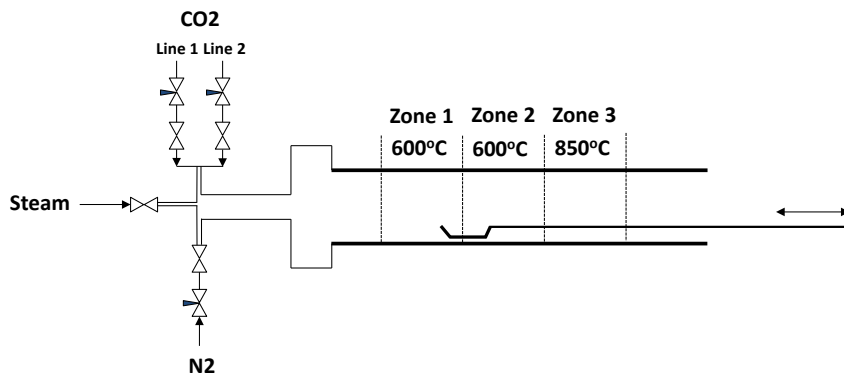 CO2
Line 1 Line 2
Zone 1 Zone 2 Zone 3
600°C 600°C 850°C
Steam
N2